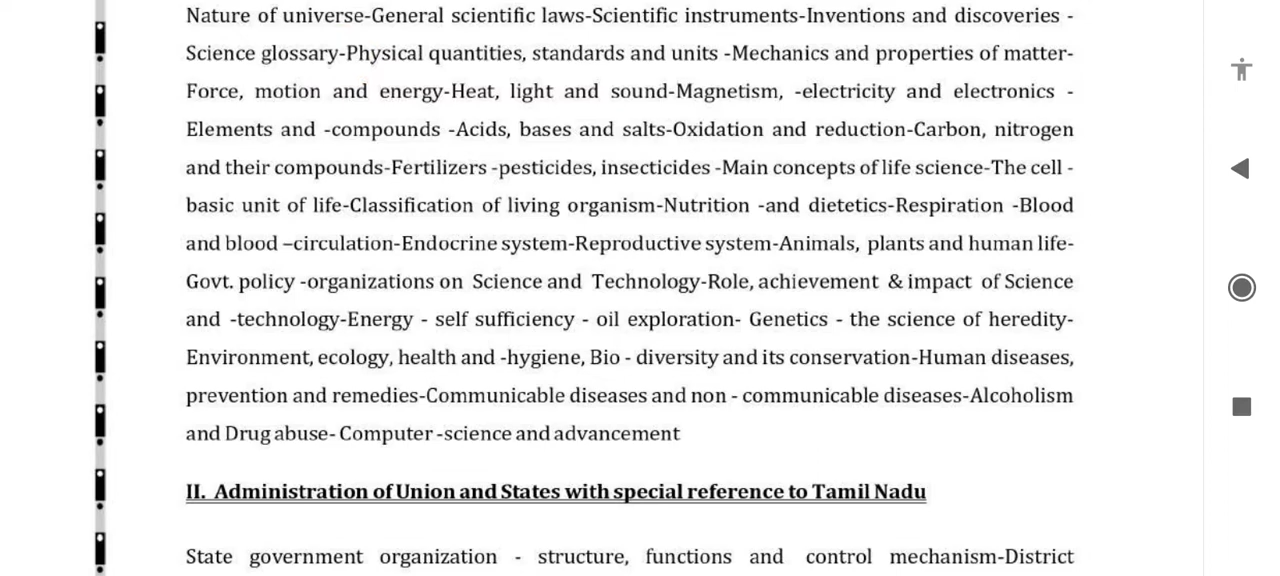 Nature of universe-General scientific laws-Scientific instruments-Inventions and discoveries -
Science glossary-Physical quantities, standards and units -Mechanics and properties of matter-
Force, motion and energy-Heat, light and sound-Magnetism, -electricity and electronics -
Elements and -compounds -Acids, bases and salts-Oxidation and reduction-Carbon, nitrogen
and their compounds-Fertilizers -pesticides, insecticides -Main concepts of life science-The cell -
basic unit of life-Classification of living organism-Nutrition -and dietetics-Respiration -Blood
and blood –circulation-Endocrine system-Reproductive system-Animals, plants and human life-
Govt. policy -organizations on Science and Technology-Role, achievement & impact of Science
and -technology-Energy - self sufficiency - oil exploration- Genetics - the science of heredity-
Environment, ecology, health and -hygiene, Bio - diversity and its conservation-Human diseases,
prevention and remedies-Communicable diseases and non - communicable diseases-Alcoholism
and Drug abuse- Computer -science and advancement
II. Administration of Union and States with special reference to Tamil Nadu
State government organization - structure, functions and control mechanism-District